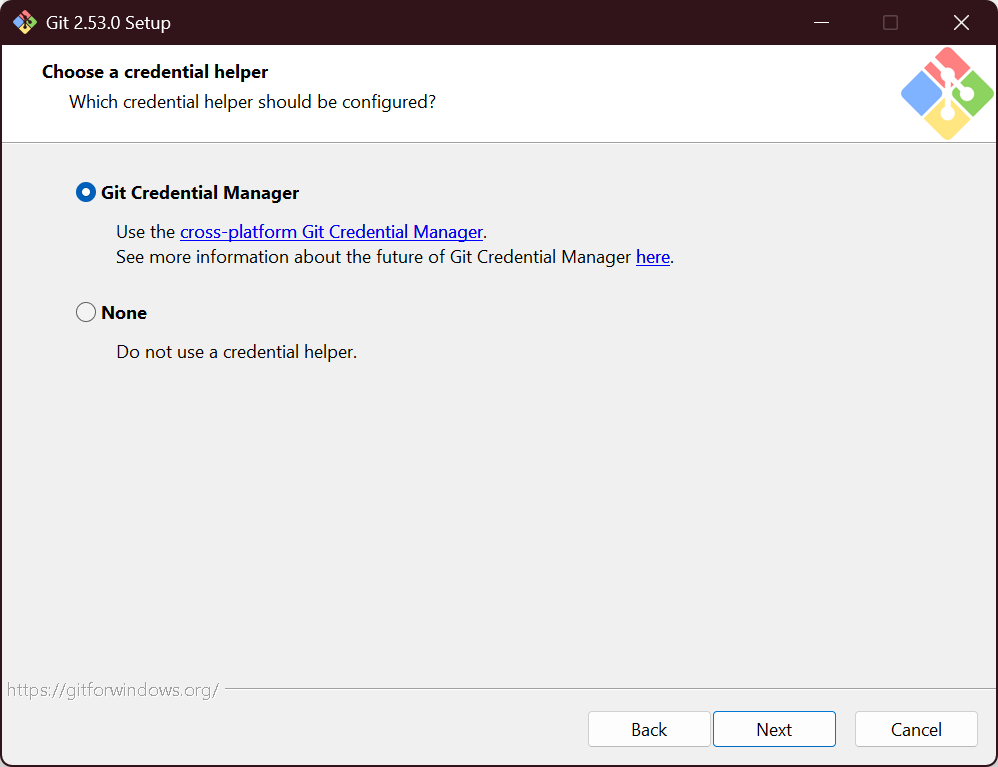 Git 2.53.0 Setup
Choose a credential helper
Which credential helper should be configured?
Git Credential Manager
Use the cross-platform Git Credential Manager.
See more information about the future of Git Credential Manager here.
None
Do not use a credential helper.
https://gitforwindows.org/
Back
Next
Cancel